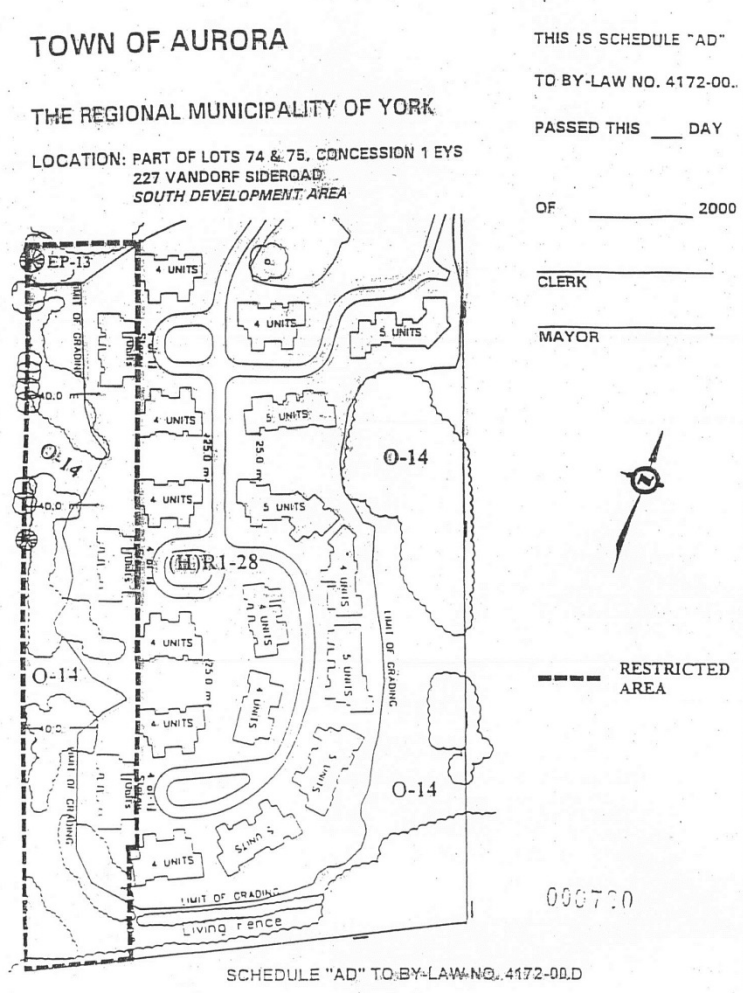 TOWN OF AURORA
THE REGIONAL MUNICIPALITY OF YORK
LOCATION: PART OF LOTS 74 & 75, CONCESSION 1 EYS
227 VANDORF SIDEROAD
SOUTH DEVELOPMENT AREA
THIS IS SCHEDULE "AD"
TO BY-LAW NO. 4172-00..
PASSED THIS ___ DAY
OF ________ 2000
CLERK
MAYOR
EP-13
4 UNITS
LIMIT OF GRADING
4 UNITS
5 UNITS
Units
40.0 m
4 UNITS
5 UNITS
O-14
25.0 m
25.0 m
O-14
4 UNITS
5 UNITS
40.0 m
Units
(H)R1-28
4 UNITS
4 UNITS
4 UNITS
5 UNITS
LIMIT OF GRADING
O-14
25.0 m
4 UNITS
4 UNITS
LIMIT OF GRADING
Units
5 UNITS
O-14
5 UNITS
4 UNITS
LIMIT OF GRADING
Living fence
N
RESTRICTED
AREA
SCHEDULE "AD" TO BY-LAW NO. 4172-00.D